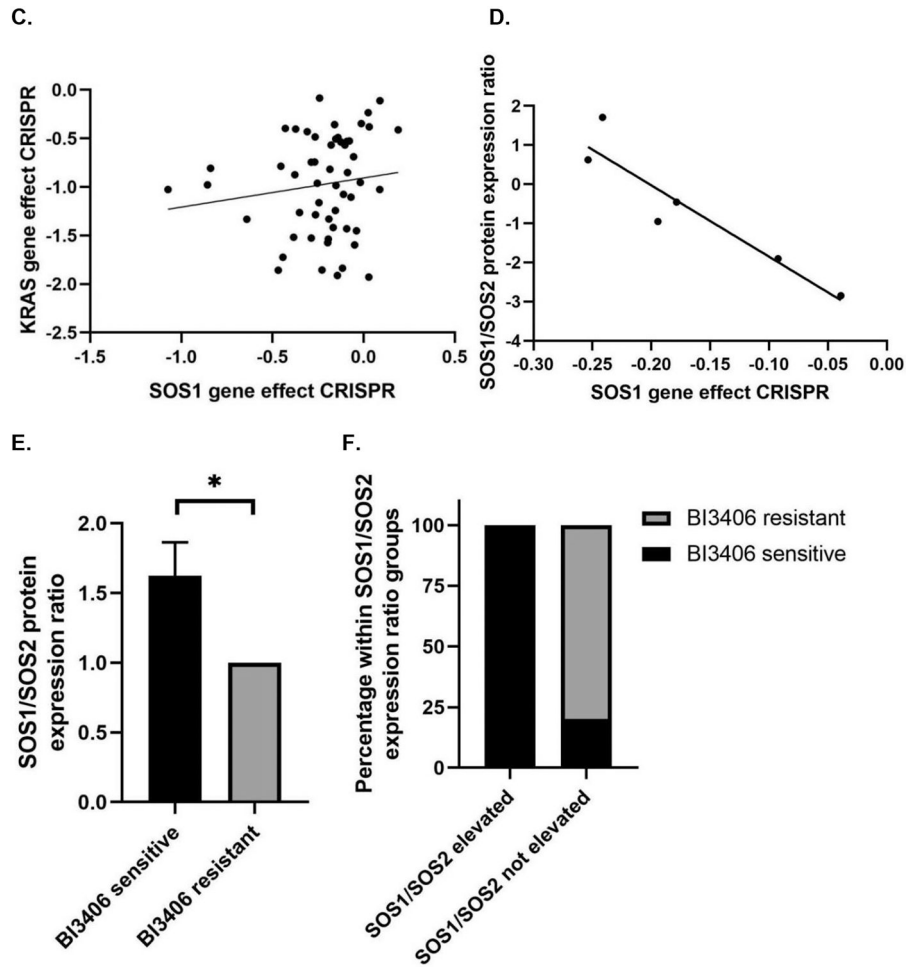 C.
KRAS gene effect CRISPR
0.0
-0.5
-1.0
-1.5
-2.0
-2.5
-1.5 -1.0 -0.5 0.0 0.5
SOS1 gene effect CRISPR
D.
SOS1/SOS2 protein expression ratio
2
1
0
-1
-2
-3
-4
-0.30 -0.25 -0.20 -0.15 -0.10 -0.05 0.00
SOS1 gene effect CRISPR
E.
*
SOS1/SOS2 protein
expression ratio
2.0
1.5
1.0
0.5
0.0
BI3406 sensitive
BI3406 resistant
F.
Percentage within SOS1/SOS2
expression ratio groups
100
75
50
25
0
SOS1/SOS2 elevated
SOS1/SOS2 not elevated
BI3406 resistant
BI3406 sensitive